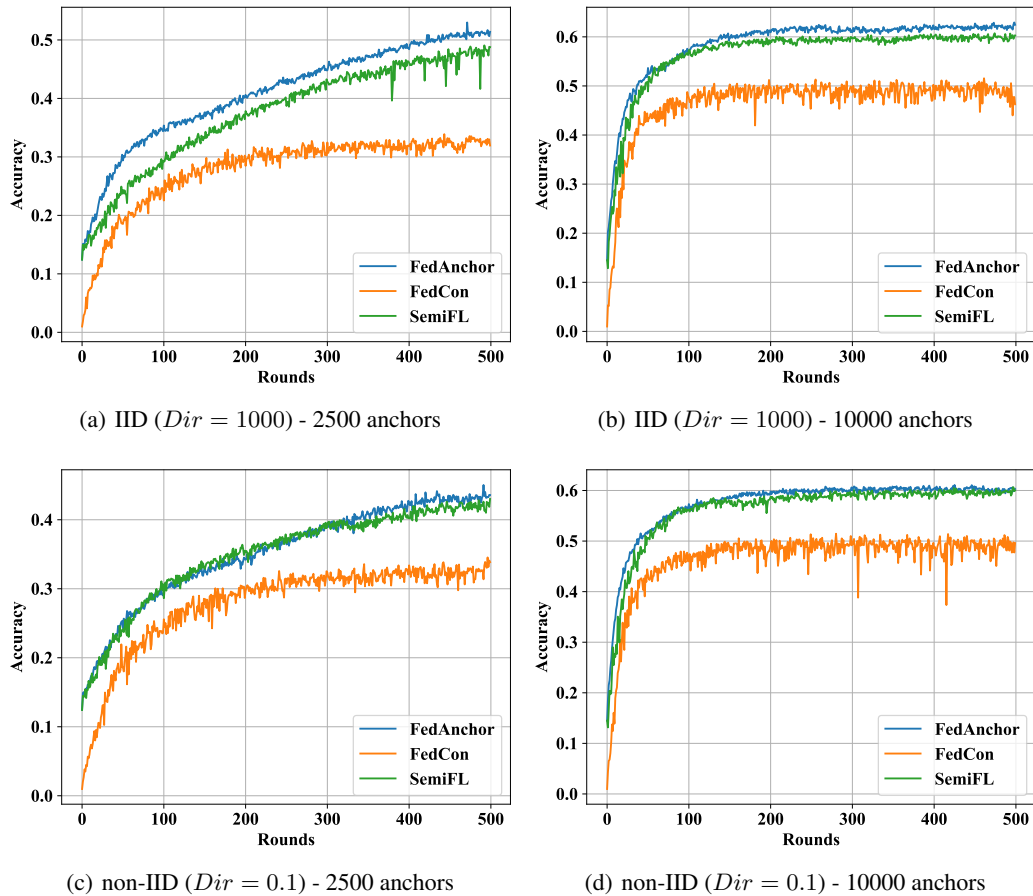 0.5
0.4
0.3
0.2
0.1
0.0
Accuracy
0 100 200 300 400 500
Rounds
FedAnchor
FedCon
SemiFL
(a) IID (Dir = 1000) - 2500 anchors
0.6
0.5
0.4
0.3
0.2
0.1
0.0
Accuracy
0 100 200 300 400 500
Rounds
FedAnchor
FedCon
SemiFL
(b) IID (Dir = 1000) - 10000 anchors
0.4
0.3
0.2
0.1
0.0
Accuracy
0 100 200 300 400 500
Rounds
FedAnchor
FedCon
SemiFL
(c) non-IID (Dir = 0.1) - 2500 anchors
0.6
0.5
0.4
0.3
0.2
0.1
0.0
Accuracy
0 100 200 300 400 500
Rounds
FedAnchor
FedCon
SemiFL
(d) non-IID (Dir = 0.1) - 10000 anchors